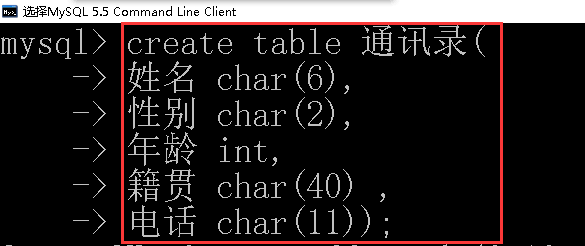 选择MySQL 5.5 Command Line Client
mysql> create table 通讯录(
-> 姓名 char(6),
-> 性别 char(2),
-> 年龄 int,
-> 籍贯 char(40) ,
-> 电话 char(11));